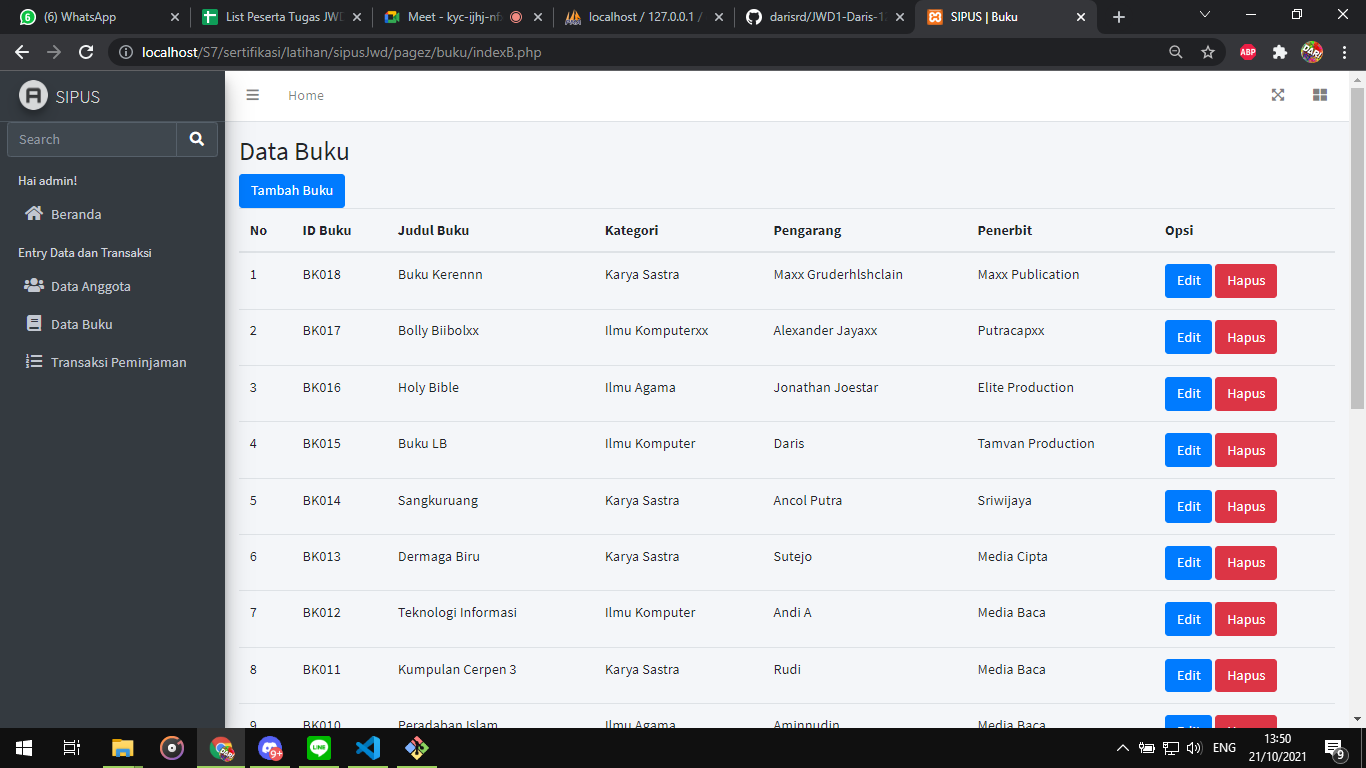 (6) WhatsApp
List Peserta Tugas JWD
Meet - kyc-ijhj-nfx
localhost / 127.0.0.1 /
darisrd/JWD1-Daris-12
SIPUS | Buku
localhost/S7/sertifikasi/latihan/sipusJwd/pagez/buku/indexB.php
ABP
SIPUS
Home
Search
Hai admin!
Beranda
Entry Data dan Transaksi
Data Anggota
Data Buku
Transaksi Peminjaman
Data Buku
Tambah Buku
No ID Buku Judul Buku Kategori Pengarang Penerbit Opsi
1 BK018 Buku Kerennn Karya Sastra Maxx Gruderhlshclain Maxx Publication Edit Hapus
2 BK017 Bolly Biibolxx Ilmu Komputerxx Alexander Jayaxx Putracapxx Edit Hapus
3 BK016 Holy Bible Ilmu Agama Jonathan Joestar Elite Production Edit Hapus
4 BK015 Buku LB Ilmu Komputer Daris Tamvan Production Edit Hapus
5 BK014 Sangkuruang Karya Sastra Ancol Putra Sriwijaya Edit Hapus
6 BK013 Dermaga Biru Karya Sastra Sutejo Media Cipta Edit Hapus
7 BK012 Teknologi Informasi Ilmu Komputer Andi A Media Baca Edit Hapus
8 BK011 Kumpulan Cerpen 3 Karya Sastra Rudi Media Baca Edit Hapus
9 BK010 Peradaban Islam Ilmu Agama Aminnudin Media Baca Edit Hapus
9+
LINE
ENG
13:50
21/10/2021
9